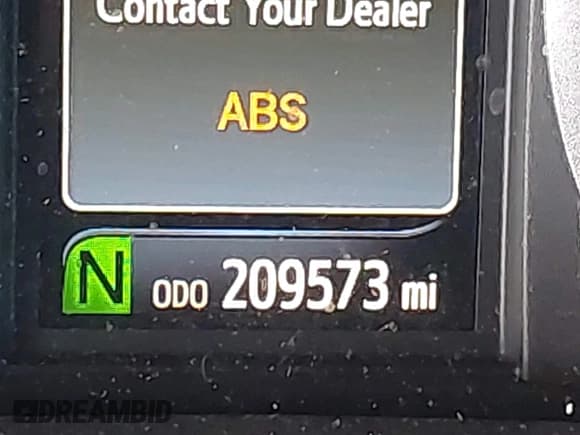 Contact Your Dealer
ABS
N ODO 209573 mi
DREAMBID